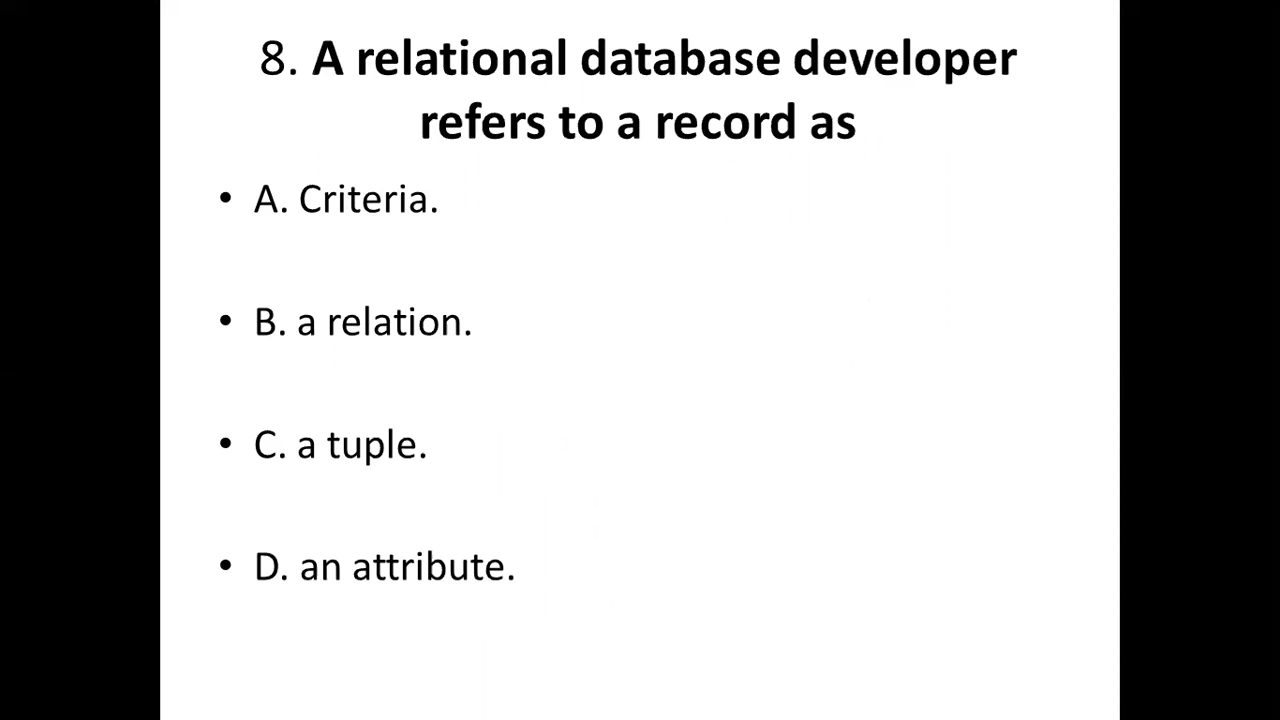 8. A relational database developer
refers to a record as
• A. Criteria.
• B. a relation.
• C. a tuple.
• D. an attribute.